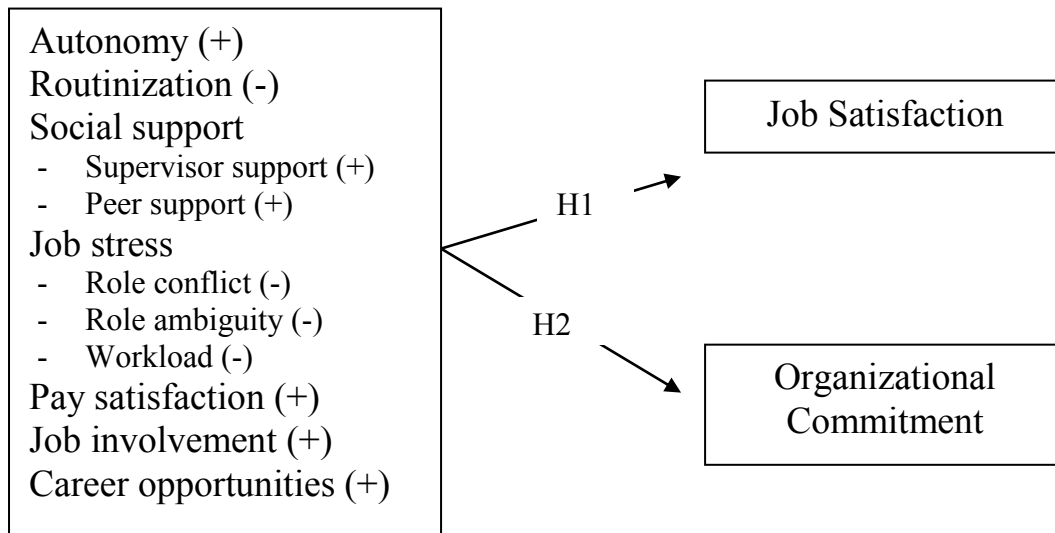 Autonomy (+)
Routinization (-)
Social support
- Supervisor support (+)
- Peer support (+)
Job stress
- Role conflict (-)
- Role ambiguity (-)
- Workload (-)
Pay satisfaction (+)
Job involvement (+)
Career opportunities (+)
H1
H2
Job Satisfaction
Organizational
Commitment